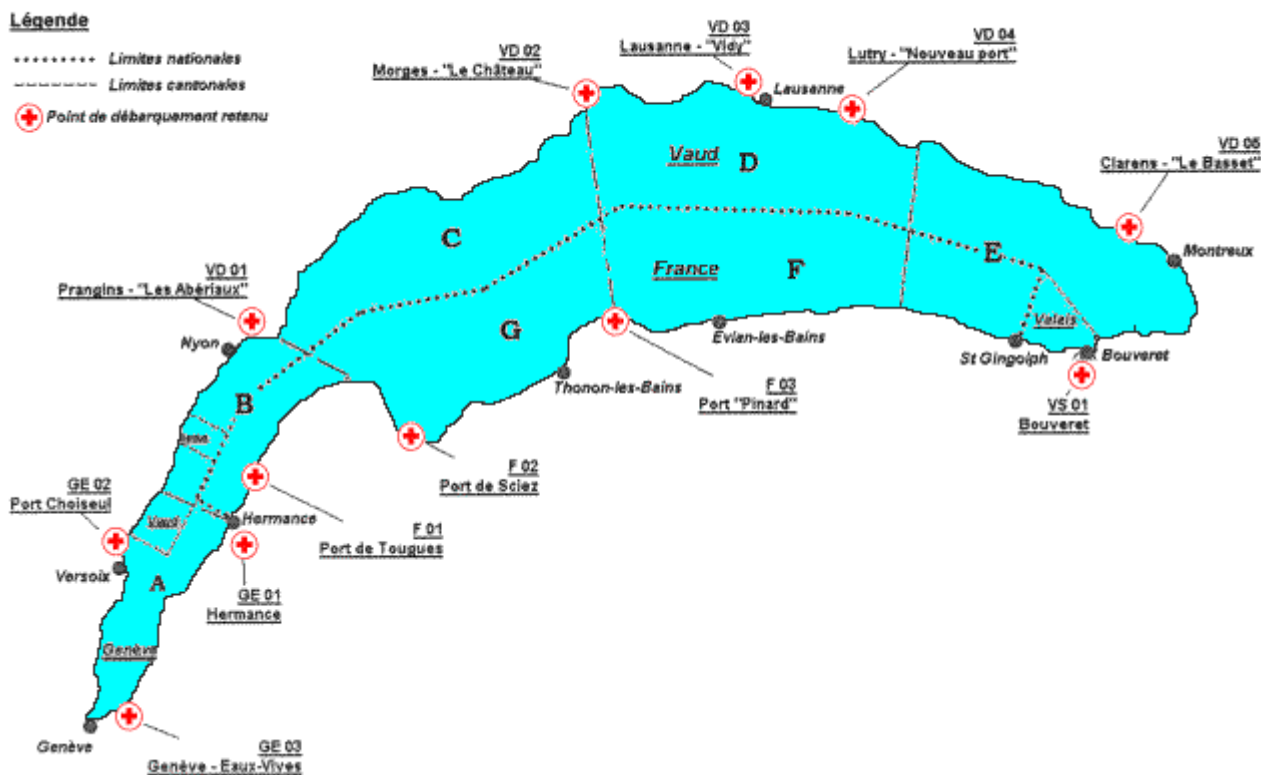 Légende
Limites nationales
Limites cantonales
Point de débarquement retenu
VD 02
Morges - "Le Château"
VD 03
Lausanne - "Vidy"
VD 04
Lutry - "Nouveau port"
Lausanne
VD 05
Clarens - "Le Basset"
Montreux
Vaud
D
C
France
F
E
VD 01
Prangins - "Les Abériaux"
Nyon
G
Valais
Evian-les-Bains
St Gingolph
Bouveret
Thonon-les-Bains
B
F 03
Port "Pinard"
VS 01
Bouveret
F 02
Port de Sciez
GE 02
Port Choiseul
Vaud
Hermance
F 01
Port de Tougues
Versoix
A
GE 01
Hermance
Genève
Genève
GE 03
Genève - Eaux-Vives